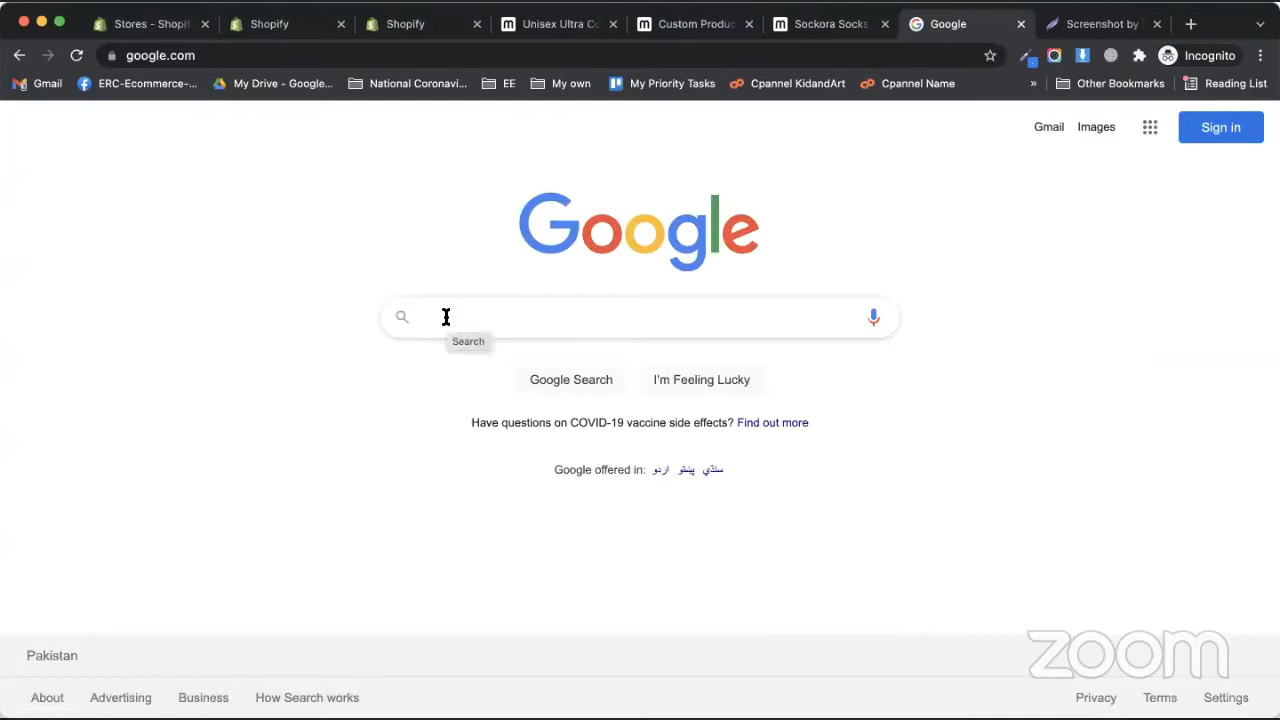 Stores - Shopif
Shopify
Shopify
Unisex Ultra Co
Custom Produc
Sockora Socks
Google
Screenshot by
google.com
Incognito
Gmail
ERC-Ecommerce-...
My Drive - Google...
National Coronavi...
EE
My own
My Priority Tasks
Cpannel KidandArt
Cpannel Name
»
Other Bookmarks
Reading List
Gmail Images
Sign in
Google
Search
Google Search
I'm Feeling Lucky
Have questions on COVID-19 vaccine side effects? Find out more
Google offered in: اردو پښتو سنڌي
Pakistan
zoom
About Advertising Business How Search works
Privacy Terms Settings